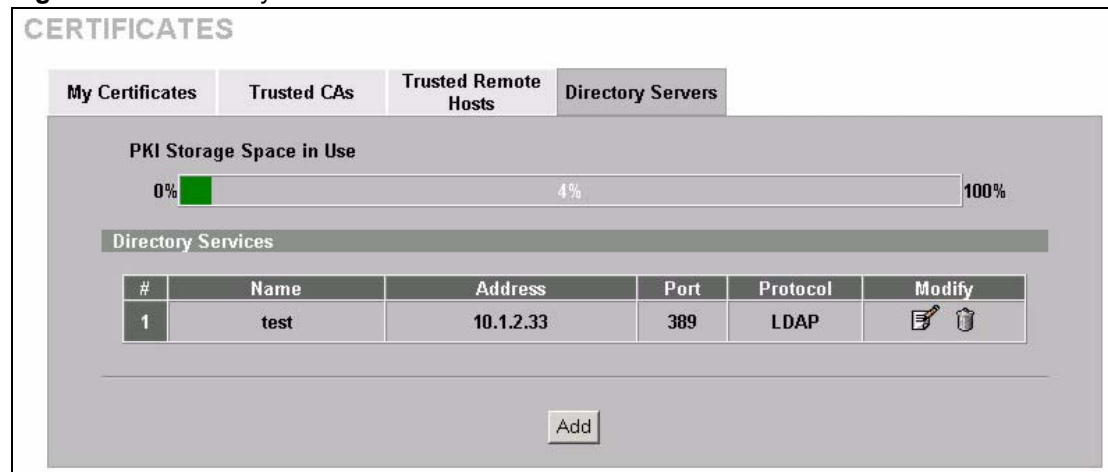 CERTIFICATES
My Certificates
Trusted CAs
Trusted Remote
Hosts
Directory Servers
PKI Storage Space in Use
0% 4% 100%
Directory Services
# Name Address Port Protocol Modify
1 test 10.1.2.33 389 LDAP
Add